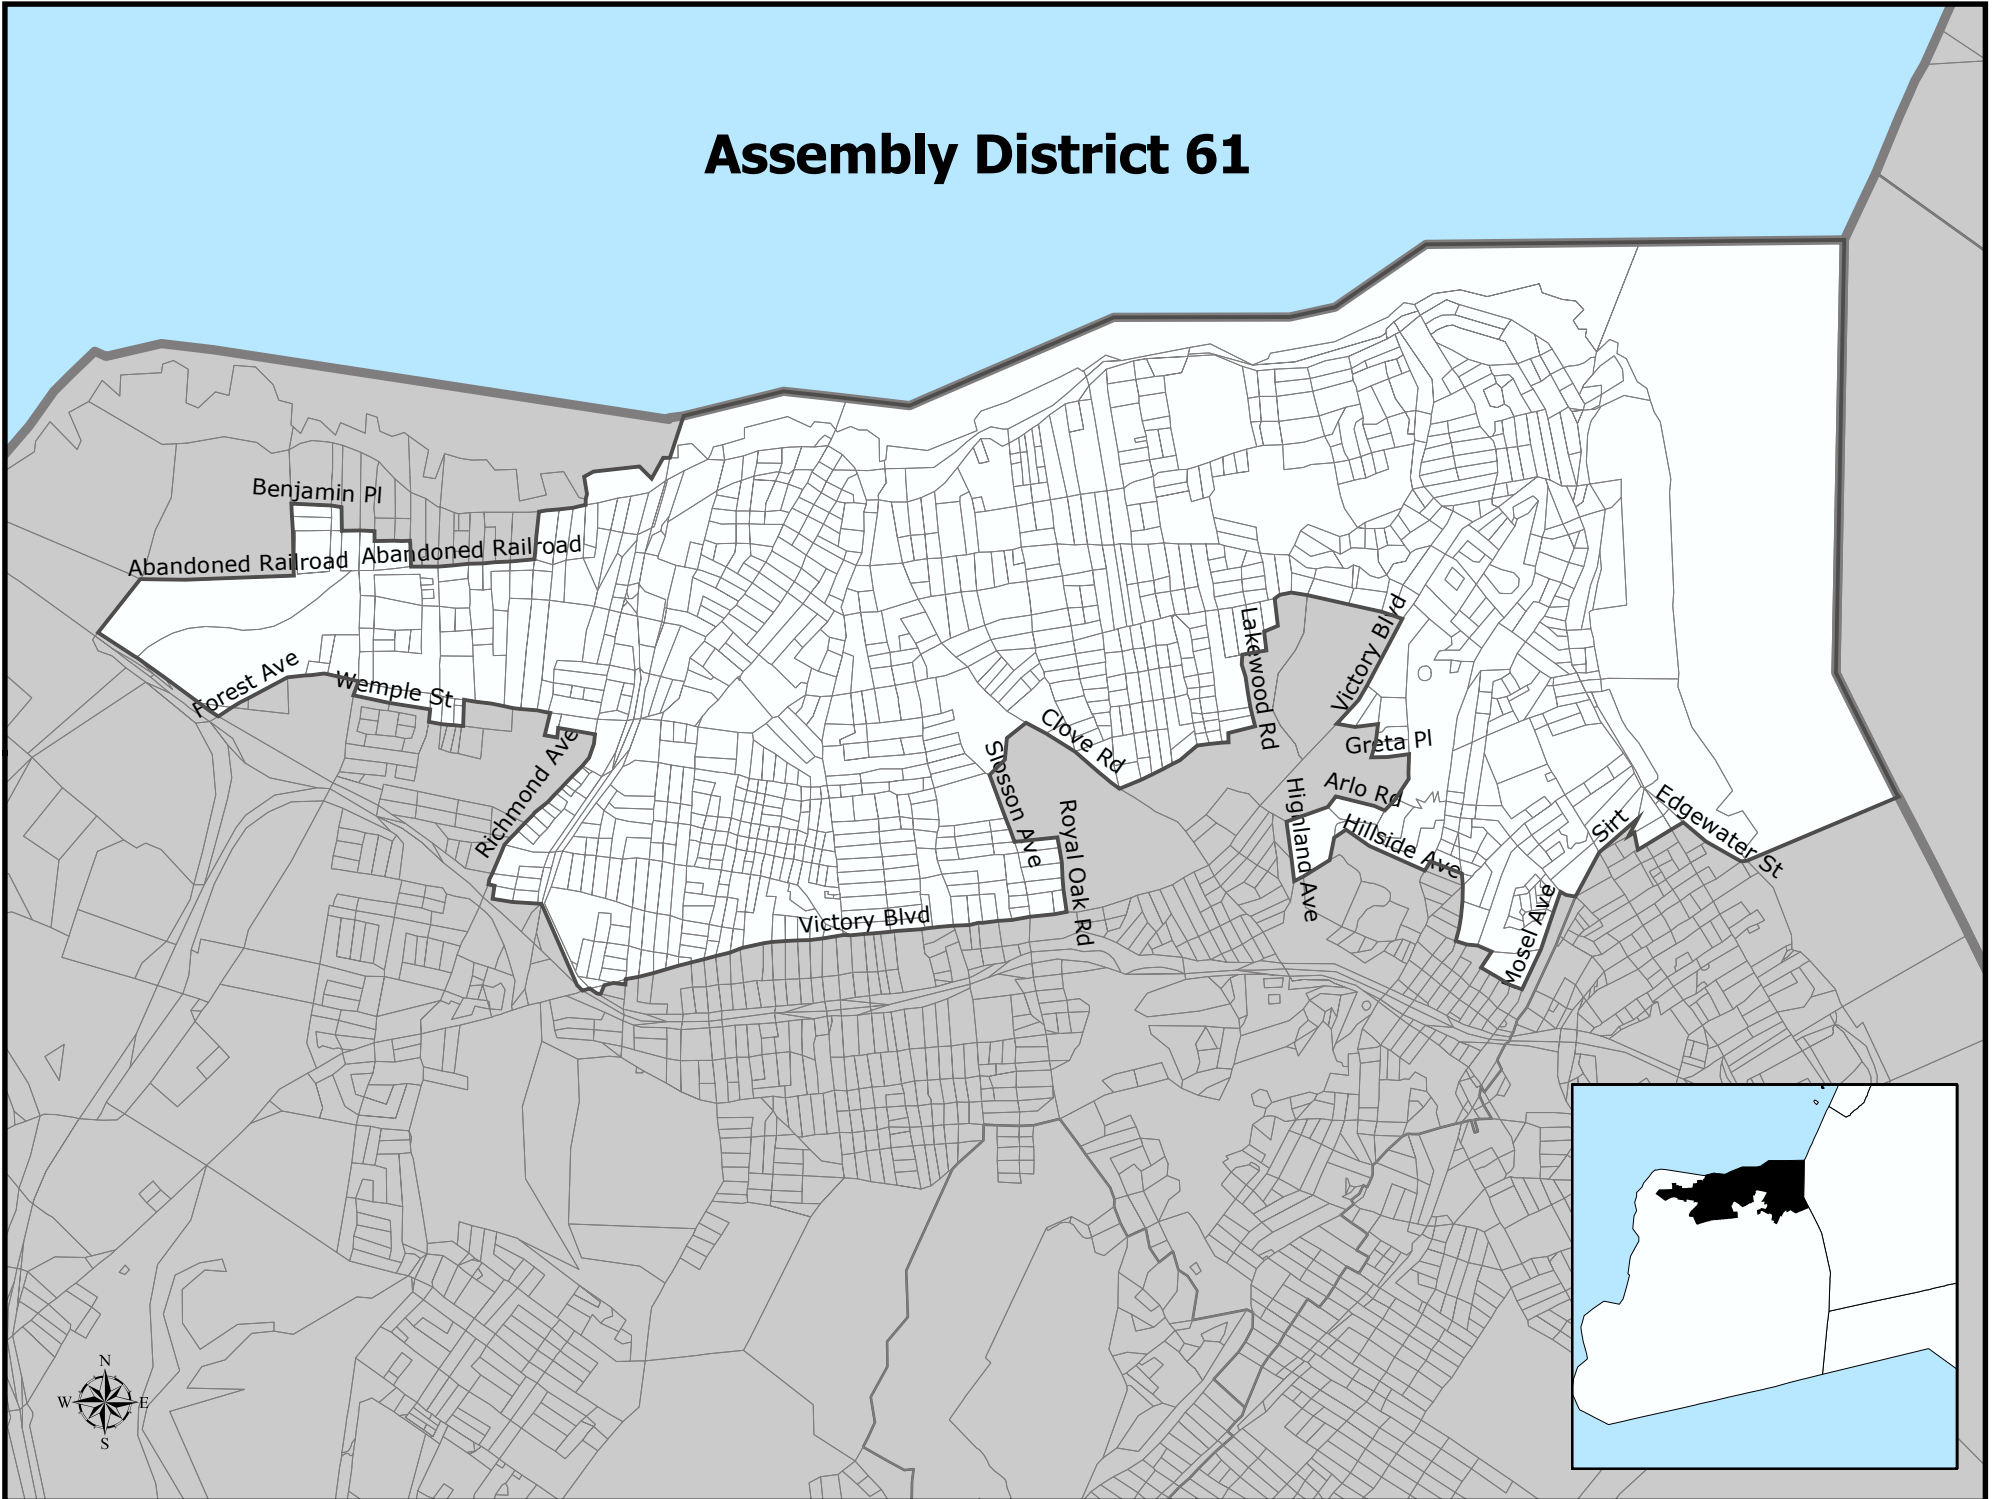 Assembly District 61
Benjamin Pl
Abandoned Railroad
Abandoned Railroad
Forest Ave
Wemple St
Richmond Ave
Victory Blvd
Slosson Ave
Clove Rd
Royal Oak Rd
Lakewood Rd
Victory Blvd
Greta Pl
Arlo Rd
Highland Ave
Hillside Ave
Mosel Ave
Sirt
Edgewater St
N
W
E
S